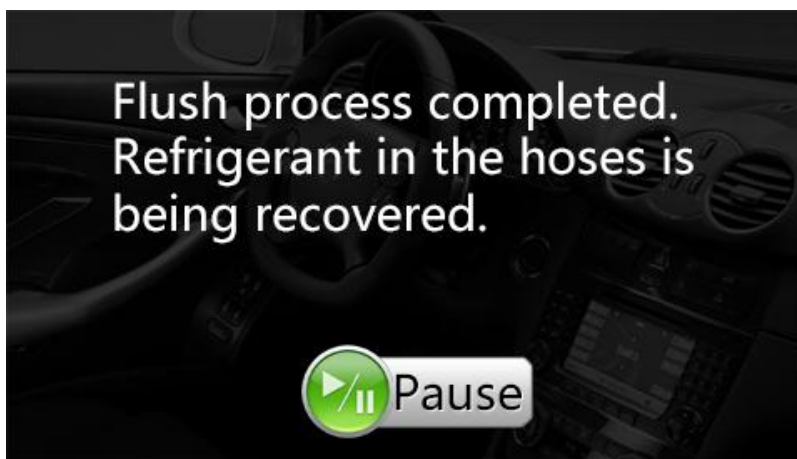 Flush process completed.
Refrigerant in the hoses is
being recovered.
Pause